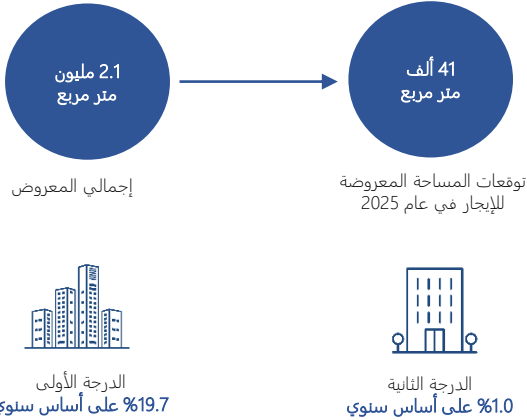 2.1 مليون
متر مربع
41 ألف
متر مربع
إجمالي المعروض
توقعات المساحة المعروضة
للإيجار في عام 2025
الدرجة الأولى
19.7% على أساس سنوي
الدرجة الثانية
1.0% على أساس سنوي